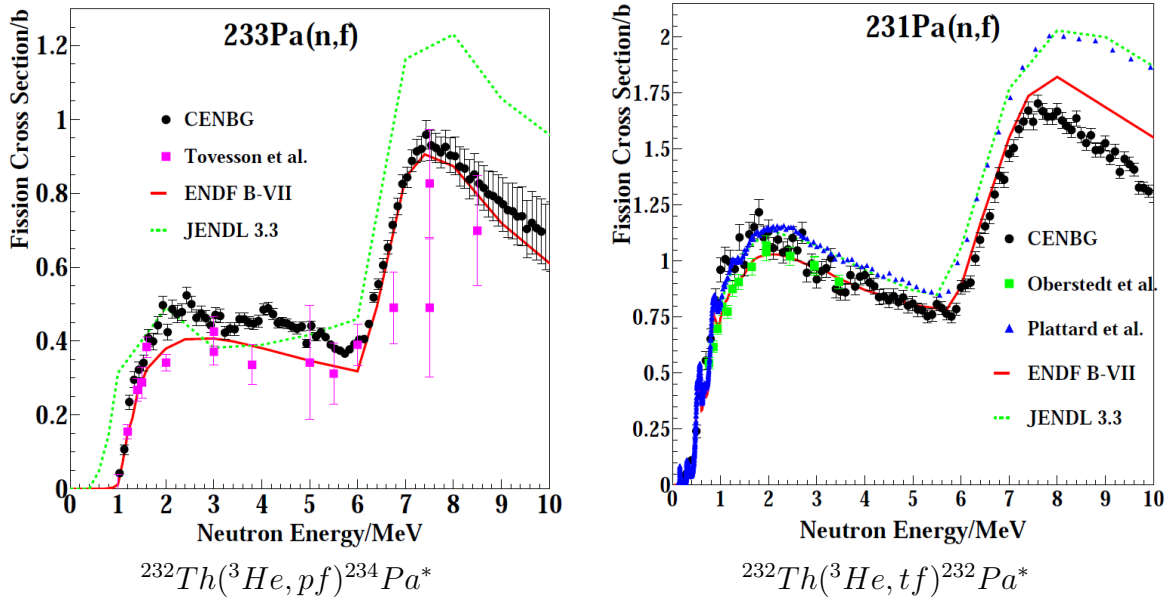 233Pa(n,f)
Fission Cross Section/b
1.2
1
0.8
0.6
0.4
0.2
0
CENBG
Tovesson et al.
ENDF B-VII
JENDL 3.3
0 1 2 3 4 5 6 7 8 9 10
Neutron Energy/MeV
²³²Th(³He, pf)²³⁴Pa*
231Pa(n,f)
Fission Cross Section/b
2
1.75
1.5
1.25
1
0.75
0.5
0.25
0
CENBG
Oberstedt et al.
Plattard et al.
ENDF B-VII
JENDL 3.3
0 1 2 3 4 5 6 7 8 9 10
Neutron Energy/MeV
²³²Th(³He, tf)²³²Pa*